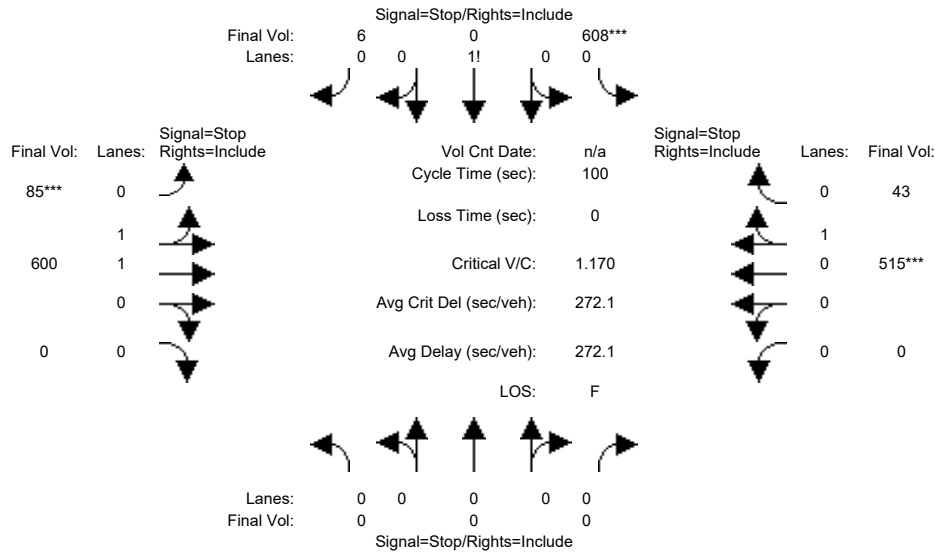 Signal=Stop/Rights=Include
Final Vol: 6 0 608***
Lanes: 0 0 1! 0 0
Signal=Stop
Final Vol: Lanes: Rights=Include
Vol Cnt Date: n/a
Signal=Stop
Rights=Include Lanes: Final Vol:
Cycle Time (sec): 100
85*** 0
0 43
Loss Time (sec): 0
1
1
600 1
Critical V/C: 1.170
0 515***
0
Avg Crit Del (sec/veh): 272.1
0
0 0
Avg Delay (sec/veh): 272.1
0 0
LOS: F
Lanes: 0 0 0 0 0
Final Vol: 0 0 0
Signal=Stop/Rights=Include